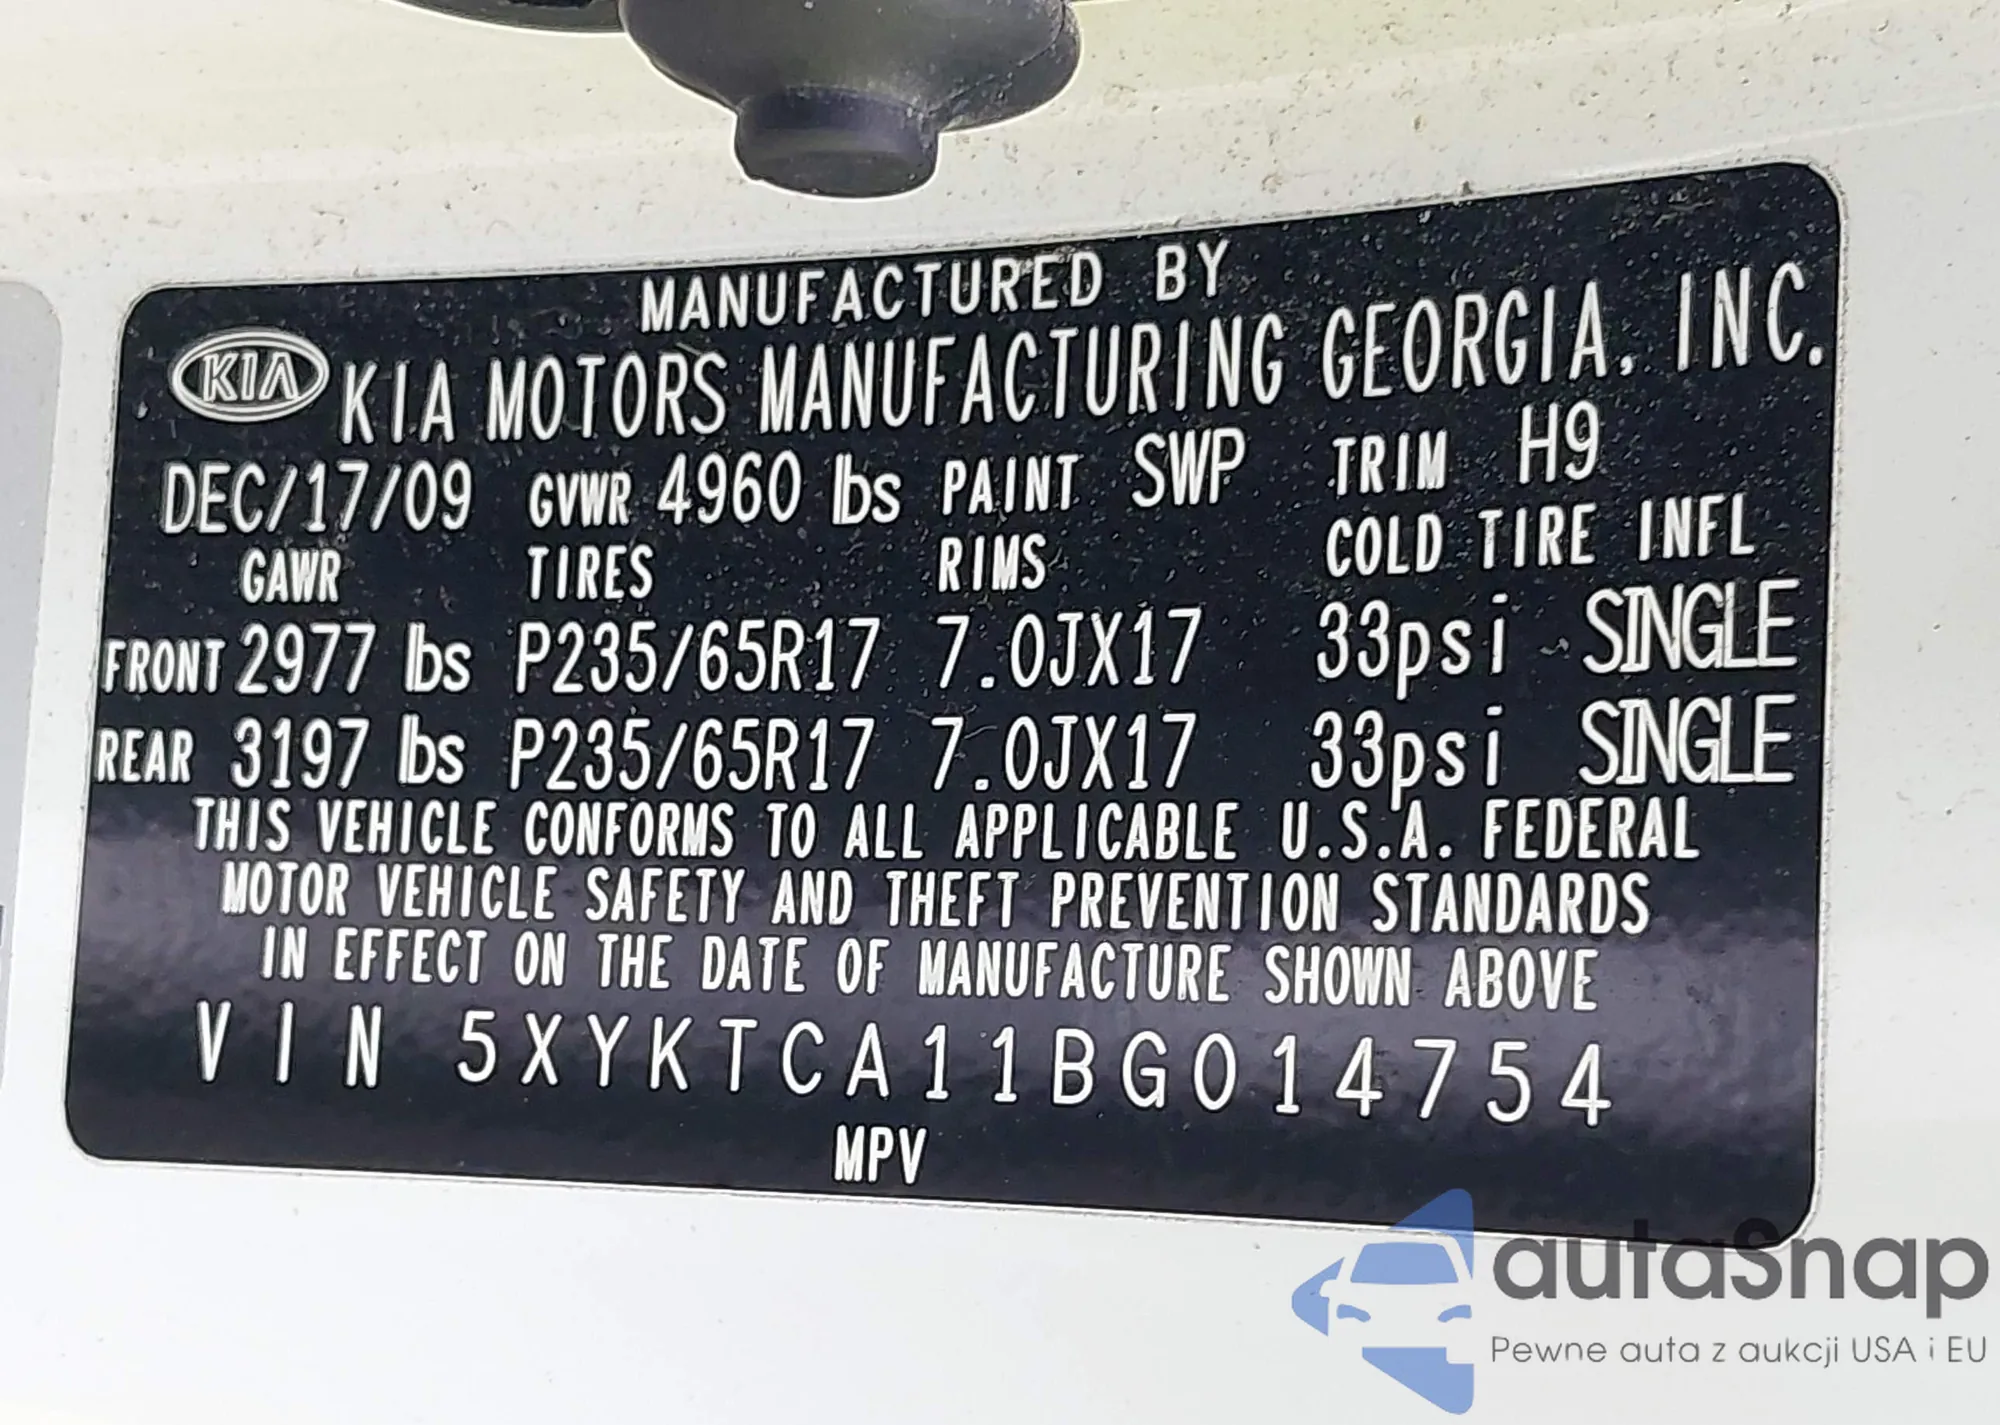 MANUFACTURED BY
KIA KIA MOTORS MANUFACTURING GEORGIA, INC.
DEC/17/09 GVWR 4960 lbs PAINT SWP TRIM H9
GAWR TIRES RIMS COLD TIRE INFL
FRONT 2977 lbs P235/65R17 7.0JX17 33psi SINGLE
REAR 3197 lbs P235/65R17 7.0JX17 33psi SINGLE
THIS VEHICLE CONFORMS TO ALL APPLICABLE U.S.A. FEDERAL
MOTOR VEHICLE SAFETY AND THEFT PREVENTION STANDARDS
IN EFFECT ON THE DATE OF MANUFACTURE SHOWN ABOVE
VIN 5XYKTCA11BG014754
MPV
autaSnap
Pewne auta z aukcji USA i EU